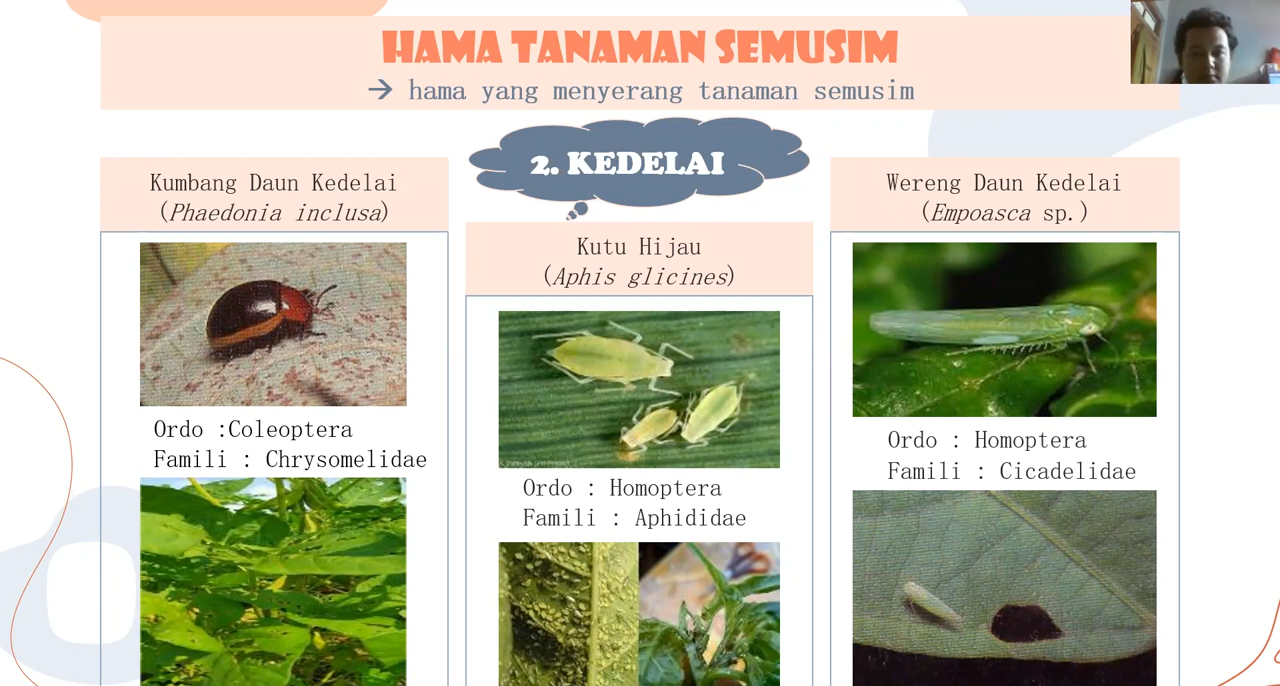 HAMA TANAMAN SEMUSIM
→ hama yang menyerang tanaman semusim
2. KEDELAI
Kumbang Daun Kedelai
(Phaedonia inclusa)
Ordo :Coleoptera
Famili : Chrysomelidae
Kutu Hijau
(Aphis glicines)
Ordo : Homoptera
Famili : Aphididae
Wereng Daun Kedelai
(Empoasca sp.)
Ordo : Homoptera
Famili : Cicadelidae